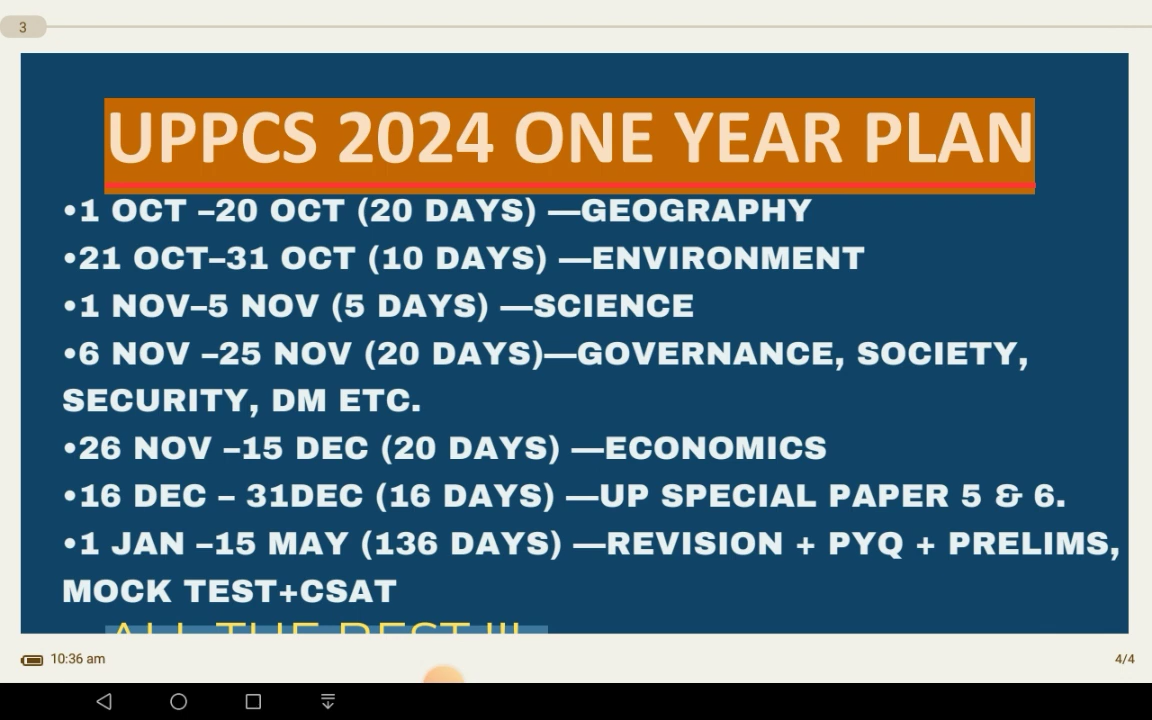 3
UPPCS 2024 ONE YEAR PLAN
•1 OCT –20 OCT (20 DAYS) —GEOGRAPHY
•21 OCT–31 OCT (10 DAYS) —ENVIRONMENT
•1 NOV–5 NOV (5 DAYS) —SCIENCE
•6 NOV –25 NOV (20 DAYS)—GOVERNANCE, SOCIETY,
SECURITY, DM ETC.
•26 NOV –15 DEC (20 DAYS) —ECONOMICS
•16 DEC – 31DEC (16 DAYS) —UP SPECIAL PAPER 5 & 6.
•1 JAN –15 MAY (136 DAYS) —REVISION + PYQ + PRELIMS,
MOCK TEST+CSAT
ALL THE BEST !!!
10:36 am
4/4